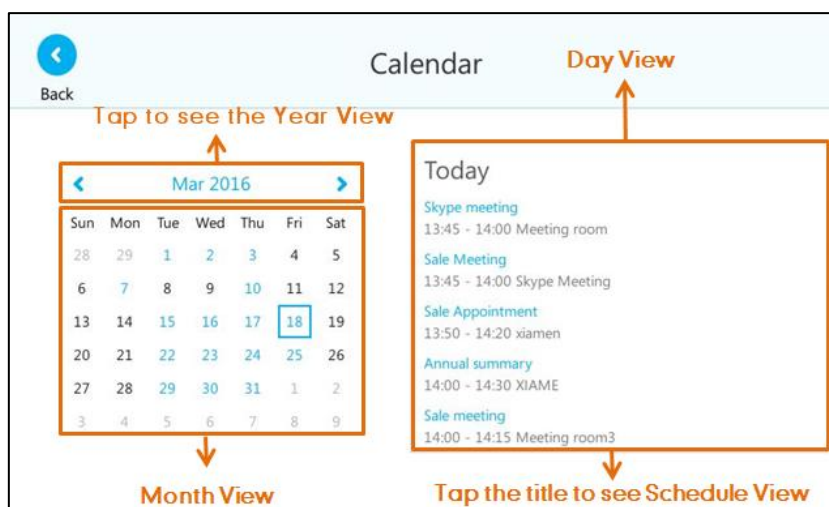 Calendar
Day View
Back
Tap to see the Year View
Mar 2016
Sun Mon Tue Wed Thu Fri Sat
28 29 1 2 3 4 5
6 7 8 9 10 11 12
13 14 15 16 17 18 19
20 21 22 23 24 25 26
27 28 29 30 31 1 2
3 4 5 6 7 8 9
Month View
Today
Skype meeting
13:45 - 14:00 Meeting room
Sale Meeting
13:45 - 14:00 Skype Meeting
Sale Appointment
13:50 - 14:20 xiamen
Annual summary
14:00 - 14:30 XIAME
Sale meeting
14:00 - 14:15 Meeting room3
Tap the title to see Schedule View